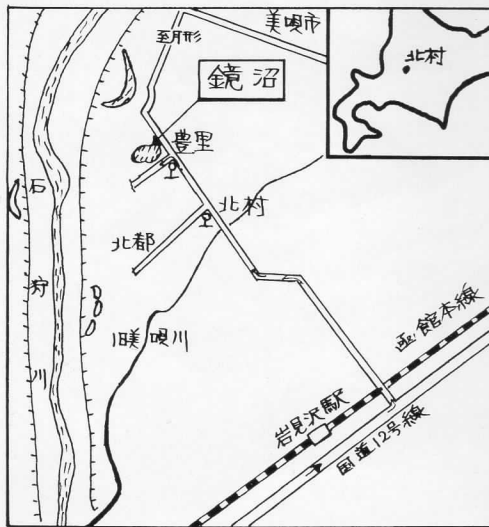 美唄市
至月形
北村
鏡沼
豊里
北村
北都
石狩川
旧美唄川
函館本線
岩見沢駅
国道12号線